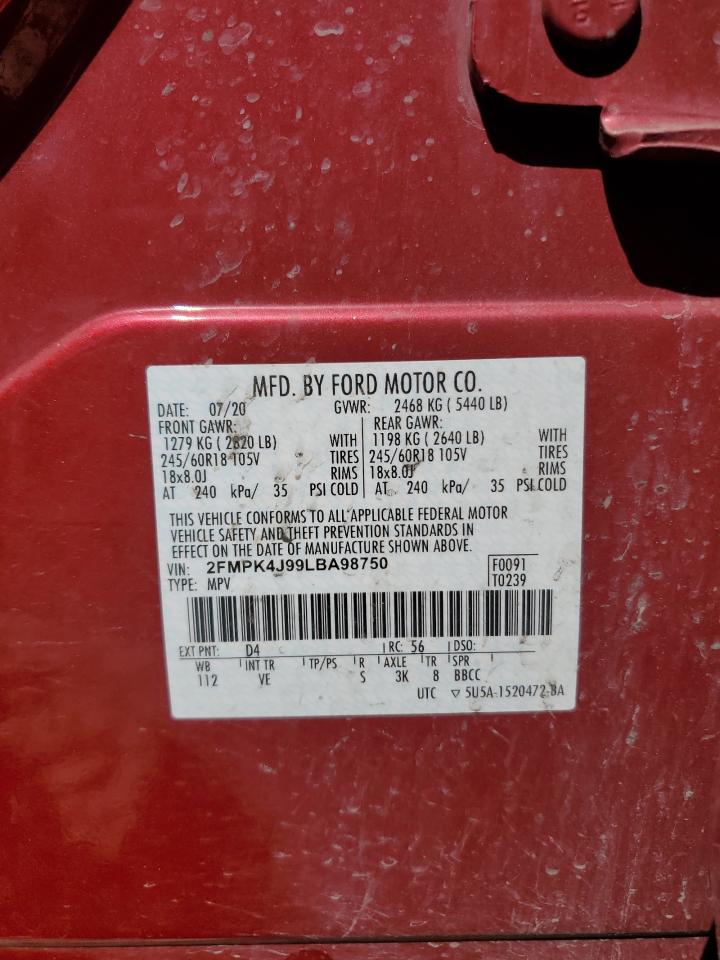 MFD. BY FORD MOTOR CO.
DATE: 07/20 GVWR: 2468 KG ( 5440 LB)
FRONT GAWR: REAR GAWR:
1279 KG ( 2820 LB) WITH 1198 KG ( 2640 LB) WITH
245/60R18 105V TIRES 245/60R18 105V TIRES
18x8.0J RIMS 18x8.0J RIMS
AT 240 kPa/ 35 PSI COLD AT 240 kPa/ 35 PSI COLD
THIS VEHICLE CONFORMS TO ALL APPLICABLE FEDERAL MOTOR
VEHICLE SAFETY AND THEFT PREVENTION STANDARDS IN
EFFECT ON THE DATE OF MANUFACTURE SHOWN ABOVE.
VIN: 2FMPK4J99LBA98750 F0091
TYPE: MPV T0239
EXT PNT: D4 RC: 56 DSO:
WB INT TR TP/PS R AXLE TR SPR
112 VE S 3K 8 BBCC
UTC ▽ 5U5A-1520472-BA